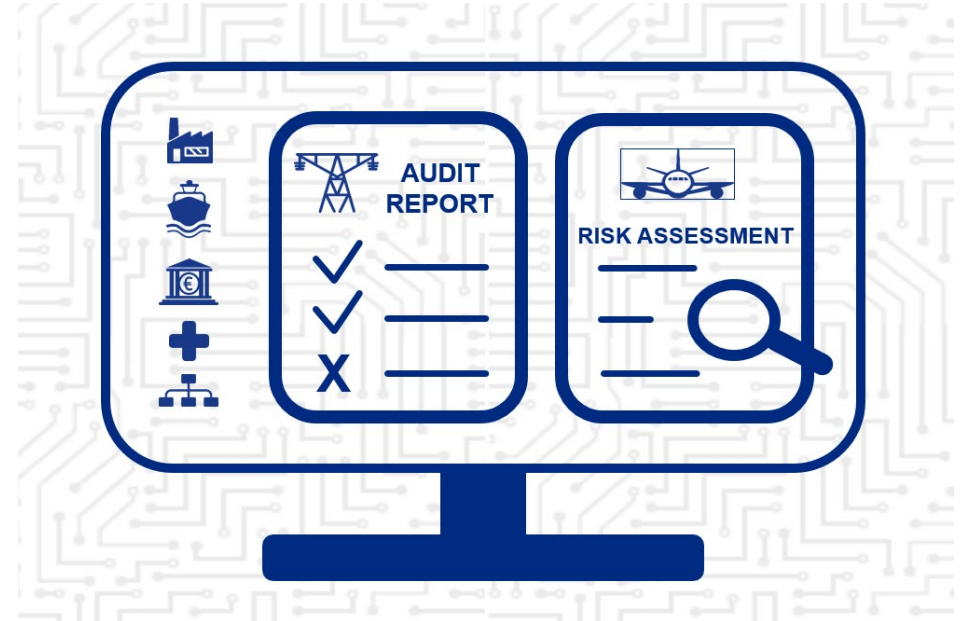 AUDIT
REPORT
X
€
RISK ASSESSMENT